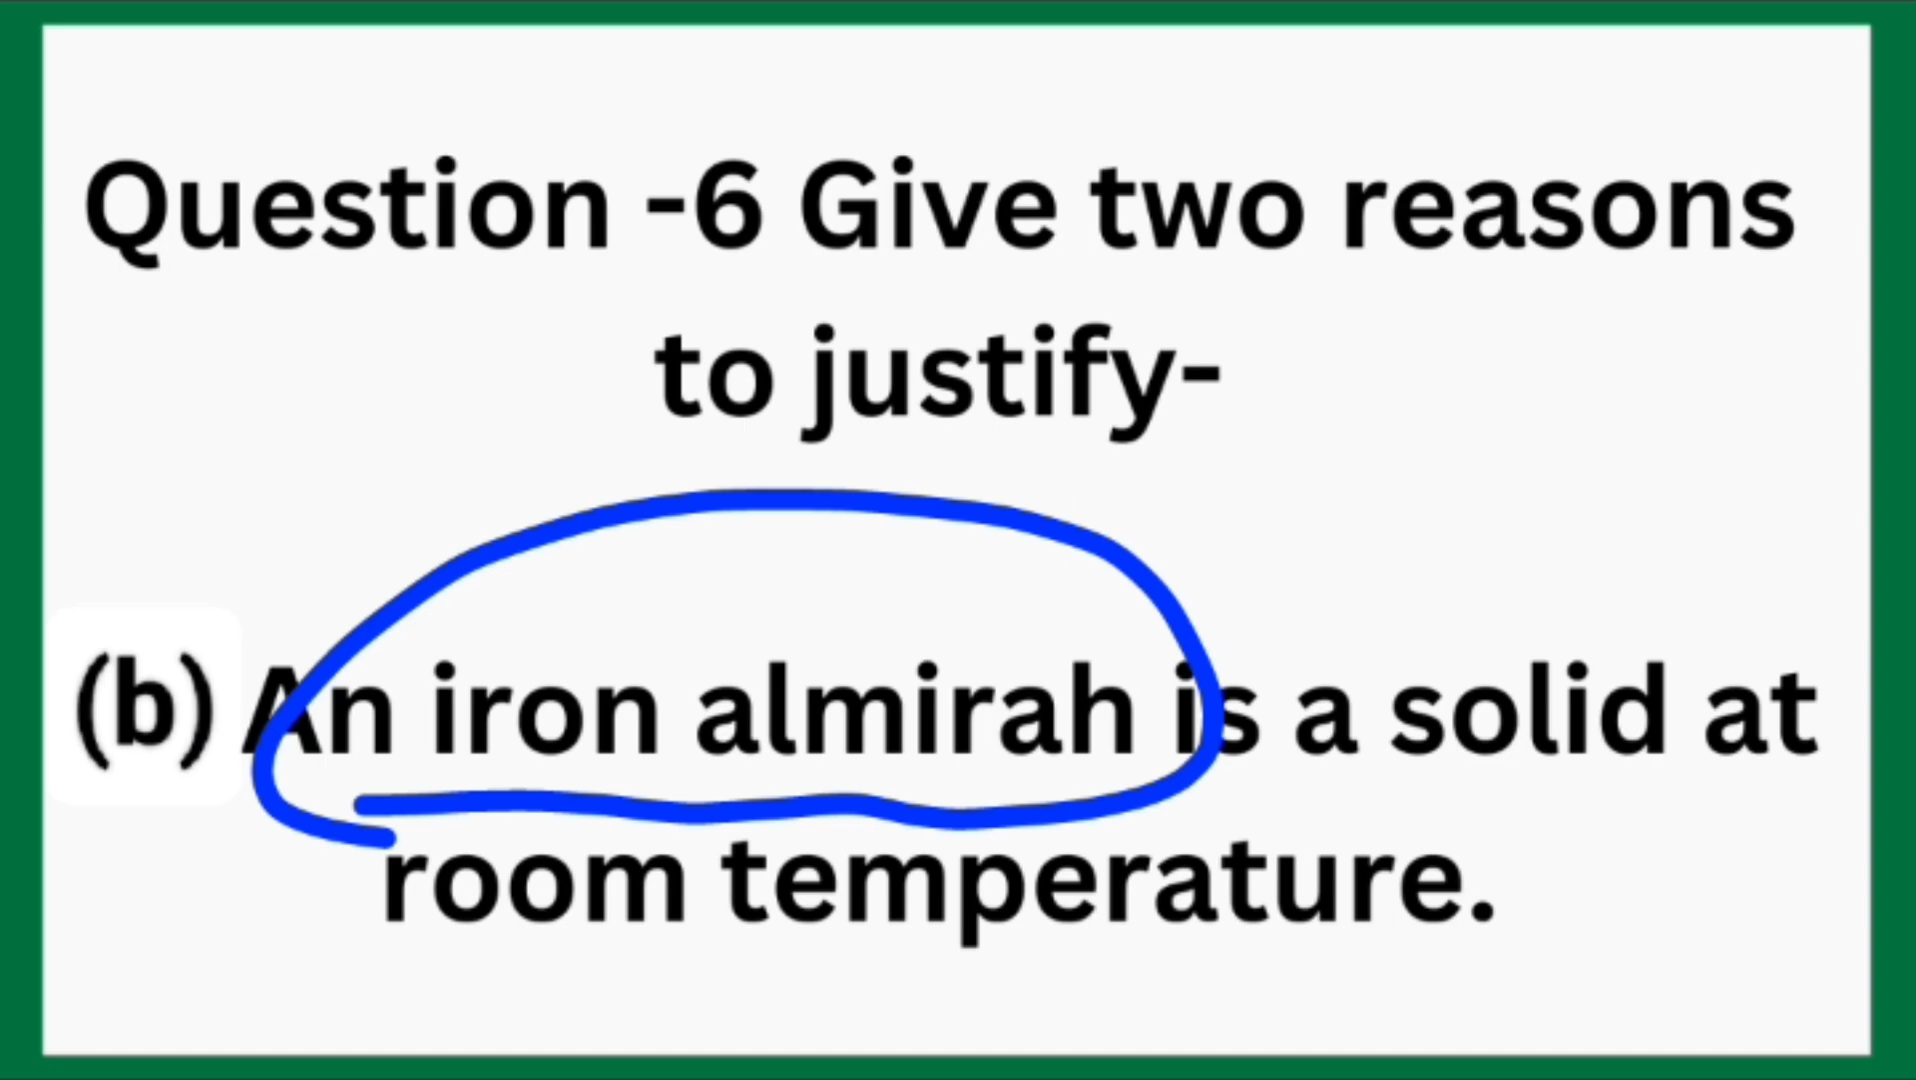 Question -6 Give two reasons
to justify-
(b) An iron almirah is a solid at
room temperature.